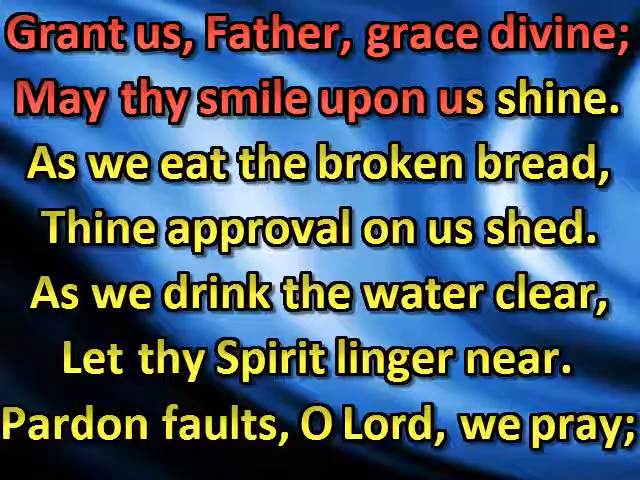 Grant us, Father, grace divine;
May thy smile upon us shine.
As we eat the broken bread,
Thine approval on us shed.
As we drink the water clear,
Let thy Spirit linger near.
Pardon faults, O Lord, we pray;